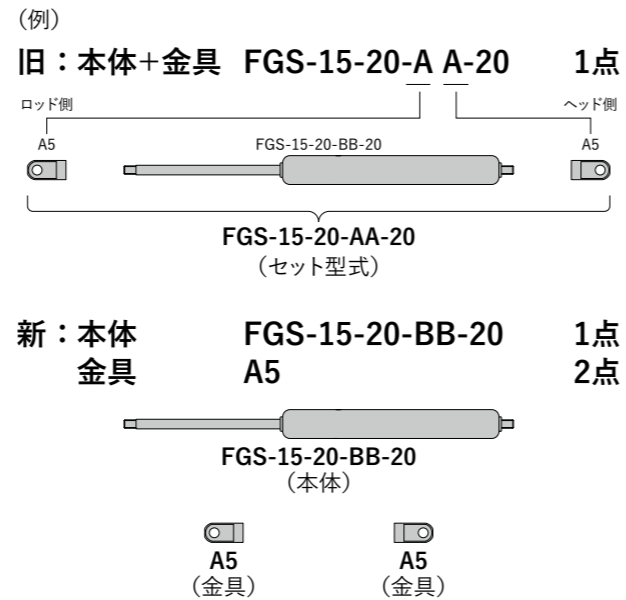 （例）
旧：本体＋金具 FGS-15-20-A A-20 1点
ロッド側 ヘッド側
A5 FGS-15-20-BB-20 A5
FGS-15-20-AA-20
（セット型式）
新：本体 FGS-15-20-BB-20 1点
金具 A5 2点
FGS-15-20-BB-20
（本体）
A5 A5
（金具） （金具）